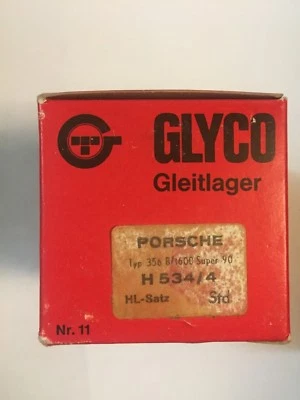 GLYCO
Gleitlager
PORSCHE
Typ 356 B/1600 Super 90
H 534/4
HL-Satz Std
Nr. 11